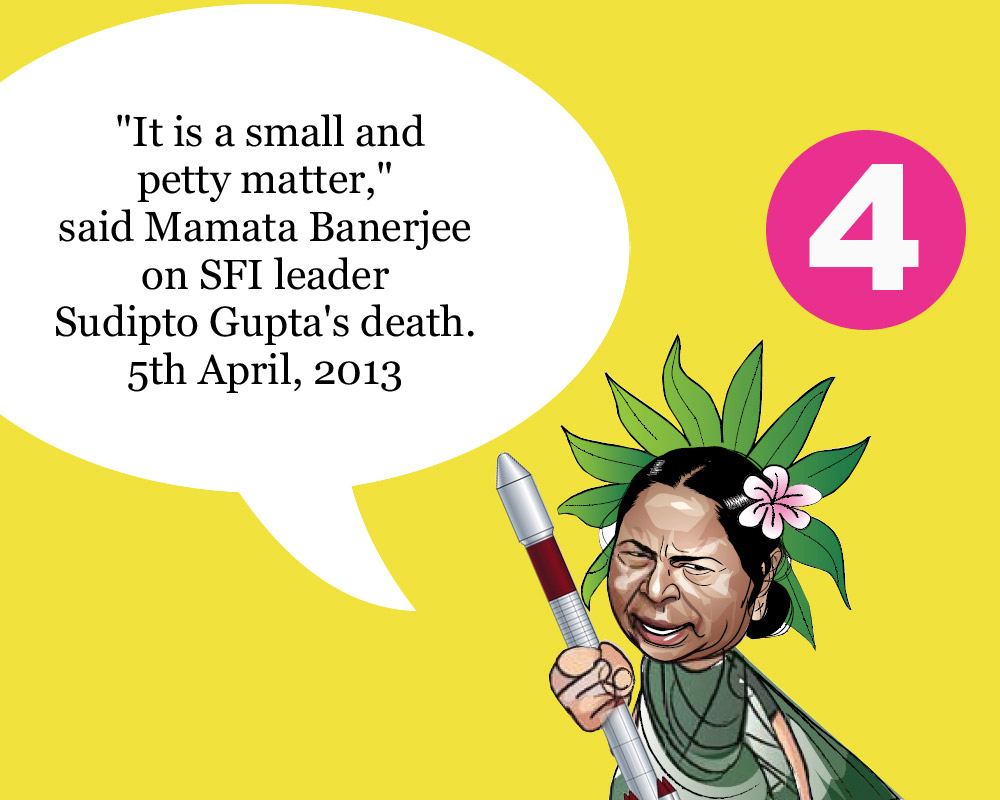 "It is a small and
petty matter,"
said Mamata Banerjee
on SFI leader
Sudipto Gupta's death.
5th April, 2013
4